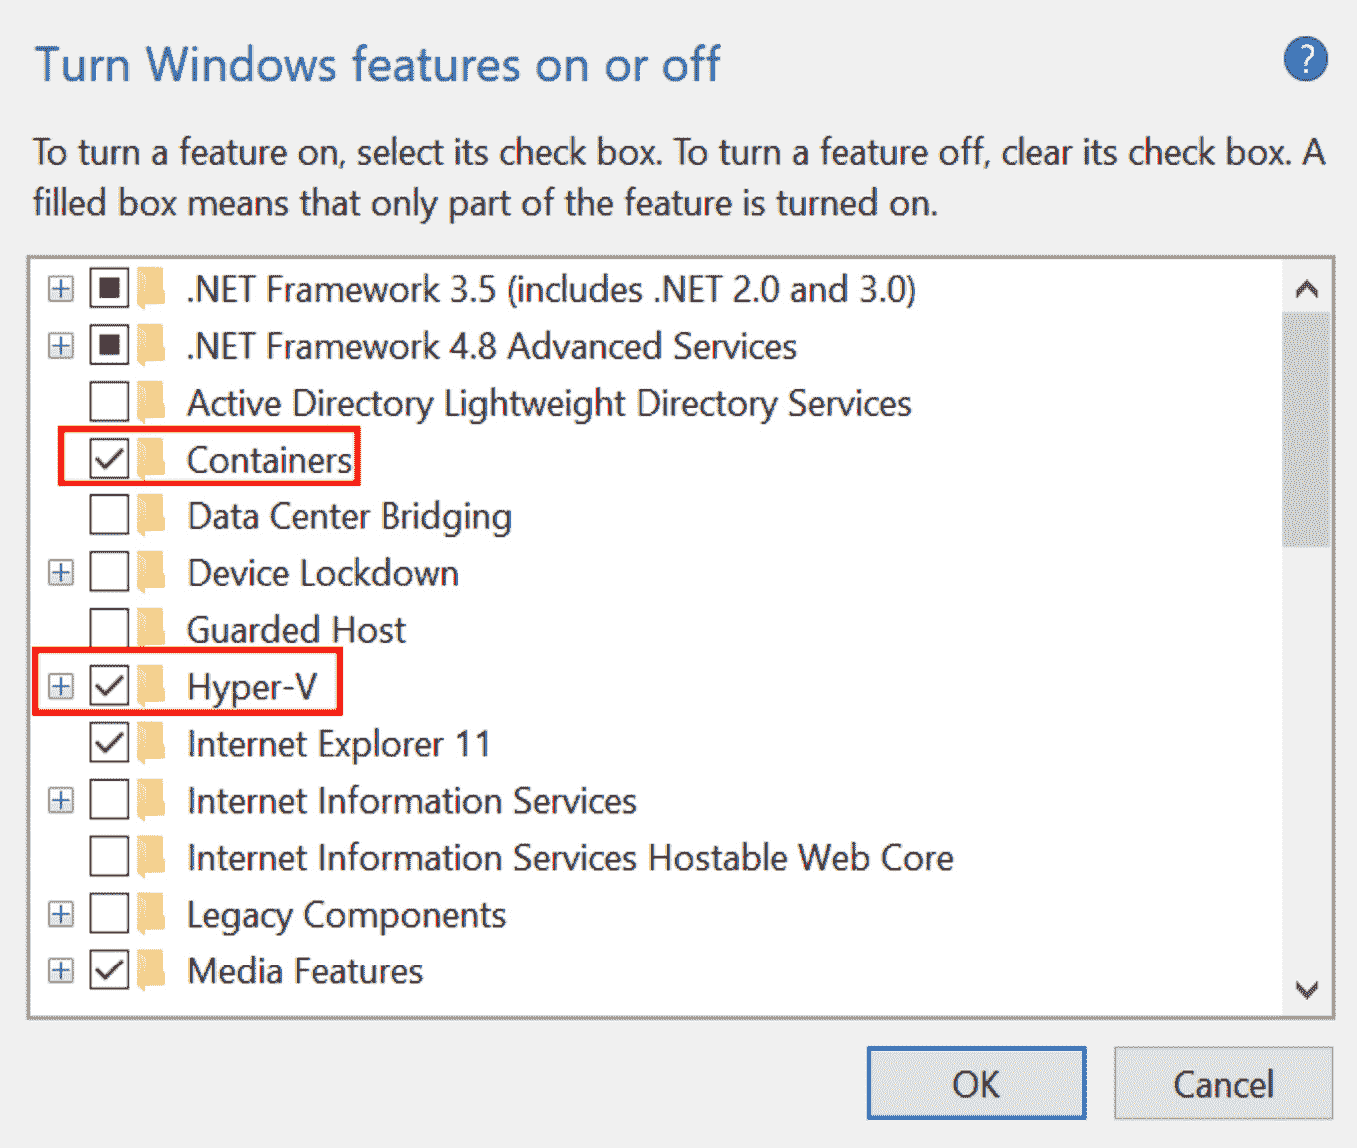 Turn Windows features on or off
?
To turn a feature on, select its check box. To turn a feature off, clear its check box. A
filled box means that only part of the feature is turned on.
.NET Framework 3.5 (includes .NET 2.0 and 3.0)
.NET Framework 4.8 Advanced Services
Active Directory Lightweight Directory Services
Containers
Data Center Bridging
Device Lockdown
Guarded Host
Hyper-V
Internet Explorer 11
Internet Information Services
Internet Information Services Hostable Web Core
Legacy Components
Media Features
OK
Cancel